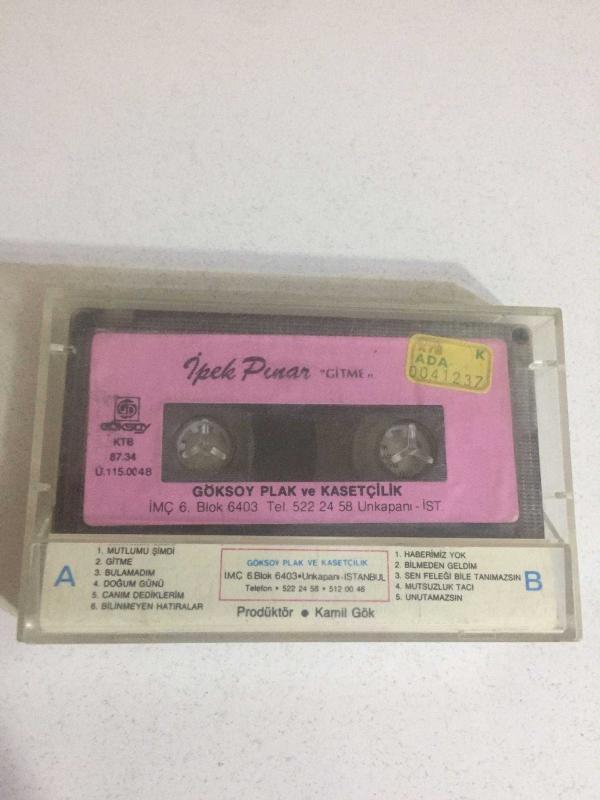 İpek Pınar "GİTME"
KTB K
ADA
0041237
GÖKSOY
KTB
87.34
Ü.115.004B
GÖKSOY PLAK ve KASETÇİLİK
İMÇ 6. Blok 6403 Tel. 522 24 58 Unkapanı - İST.
A
1. MUTLUMU ŞİMDİ
2. GİTME
3. BULAMADIM
4. DOĞUM GÜNÜ
5. CANIM DEDİKLERİM
6. BİLİNMEYEN HATIRALAR
GÖKSOY PLAK VE KASETÇILIK
İMÇ 6.Blok 6403•Unkapanı-İSTANBUL
Telefon • 522 24 58 • 512 00 46
Prodüktör • Kamil Gök
1. HABERİMİZ YOK
2. BİLMEDEN GELDİM
3. SEN FELEĞİ BİLE TANIMAZSIN
4. MUTSUZLUK TACI
5. UNUTAMAZSIN
B